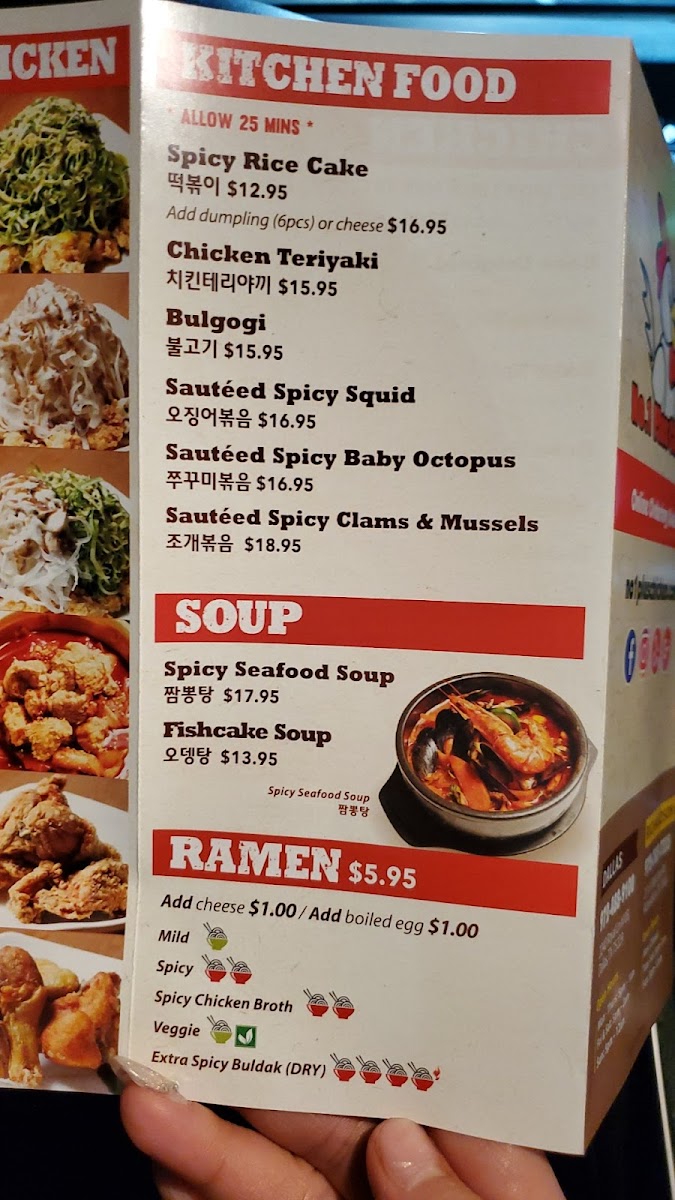 ICKEN
KITCHEN FOOD
* ALLOW 25 MINS *
Spicy Rice Cake
떡볶이 $12.95
Add dumpling (6pcs) or cheese $16.95
Chicken Teriyaki
치킨테리야끼 $15.95
Bulgogi
불고기 $15.95
Sautéed Spicy Squid
오징어볶음 $16.95
Sautéed Spicy Baby Octopus
쭈꾸미볶음 $16.95
Sautéed Spicy Clams & Mussels
조개볶음 $18.95
SOUP
Spicy Seafood Soup
짬뽕탕 $17.95
Fishcake Soup
오뎅탕 $13.95
Spicy Seafood Soup
짬뽕탕
RAMEN $5.95
Add cheese $1.00 / Add boiled egg $1.00
Mild
Spicy
Spicy Chicken Broth
Veggie
Extra Spicy Buldak (DRY)
No.1
Online Ordering
DALLAS